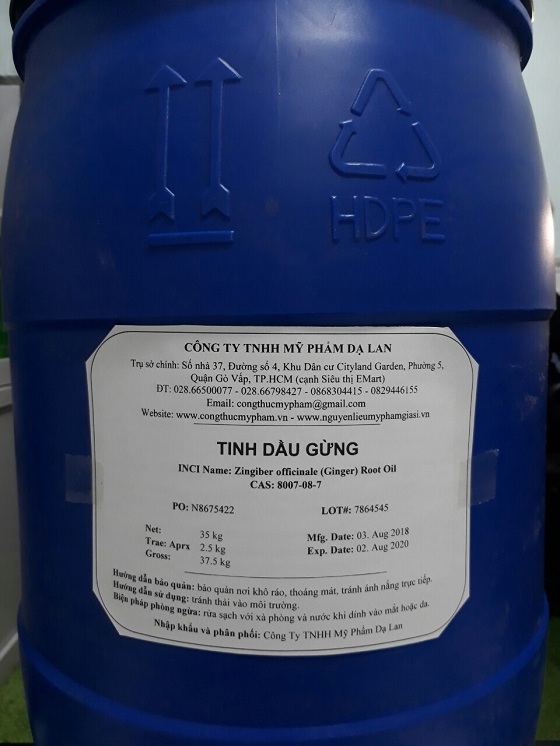 HDPE
CÔNG TY TNHH MỸ PHẨM DẠ LAN
Trụ sở chính: Số nhà 37, Đường số 4, Khu Dân cư Cityland Garden, Phường 5,
Quận Gò Vấp, TP.HCM (cạnh Siêu thị EMart)
ĐT: 028.66500077 - 028.66798427 - 0868304415 - 0829446155
Email: congthucmypham@gmail.com
Website: www.congthucmypham.vn - www.nguyenlieumyphamgiasi.vn
TINH DẦU GỪNG
INCI Name: Zingiber officinale (Ginger) Root Oil
CAS: 8007-08-7
PO: N8675422 LOT#: 7864545
Net: 35 kg Mfg. Date: 03. Aug 2018
Trae: Aprx 2.5 kg Exp. Date: 02. Aug 2020
Gross: 37.5 kg
Hướng dẫn bảo quản: bảo quản nơi khô ráo, thoáng mát, tránh ánh nắng trực tiếp.
Hướng dẫn sử dụng: tránh thải vào môi trường.
Biện pháp phòng ngừa: rửa sạch với xà phòng và nước khi dính vào mắt hoặc da.
Nhập khẩu và phân phối: Công Ty TNHH Mỹ Phẩm Dạ Lan